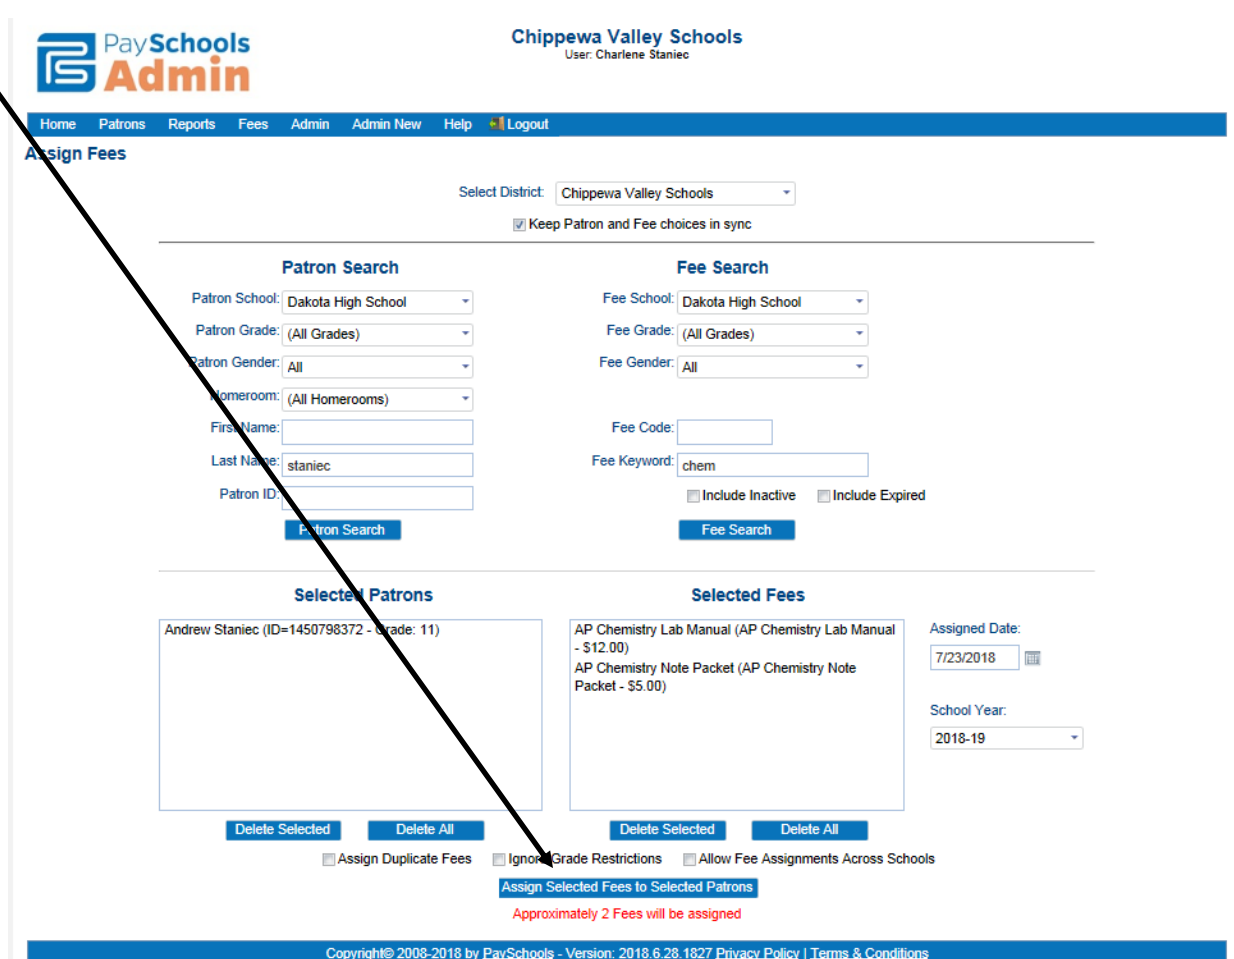 PaySchools
Admin
Chippewa Valley Schools
User: Charlene Staniec
Home Patrons Reports Fees Admin Admin New Help Logout
Assign Fees
Select District: Chippewa Valley Schools
Keep Patron and Fee choices in sync
Patron Search Fee Search
Patron School: Dakota High School Fee School: Dakota High School
Patron Grade: (All Grades) Fee Grade: (All Grades)
Patron Gender: All Fee Gender: All
Homeroom: (All Homerooms)
First Name: Fee Code:
Last Name: staniec Fee Keyword: chem
Patron ID: Include Inactive Include Expired
Patron Search Fee Search
Selected Patrons Selected Fees
Andrew Staniec (ID=1450798372 - Grade: 11)
AP Chemistry Lab Manual (AP Chemistry Lab Manual
- $12.00)
AP Chemistry Note Packet (AP Chemistry Note
Packet - $5.00)
Assigned Date:
7/23/2018
School Year:
2018-19
Delete Selected Delete All Delete Selected Delete All
Assign Duplicate Fees Ignore Grade Restrictions Allow Fee Assignments Across Schools
Assign Selected Fees to Selected Patrons
Approximately 2 Fees will be assigned
Copyright© 2008-2018 by PaySchools - Version: 2018.6.28.1827 Privacy Policy | Terms & Conditions